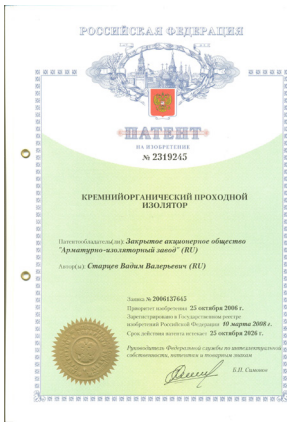 РОССИЙСКАЯ ФЕДЕРАЦИЯ
ПАТЕНТ
НА ИЗОБРЕТЕНИЕ
№ 2319245
КРЕМНИЙОРГАНИЧЕСКИЙ ПРОХОДНОЙ
ИЗОЛЯТОР
Патентообладатель(ли): Закрытое акционерное общество
"Арматурно-изоляторный завод" (RU)
Автор(ы): Старцев Вадим Валерьевич (RU)
Заявка № 2006137645
Приоритет изобретения 25 октября 2006 г.
Зарегистрировано в Государственном реестре
изобретений Российской Федерации 10 марта 2008 г.
Срок действия патента истекает 25 октября 2026 г.
Руководитель Федеральной службы по интеллектуальной
собственности, патентам и товарным знакам
Б.П. Симонов